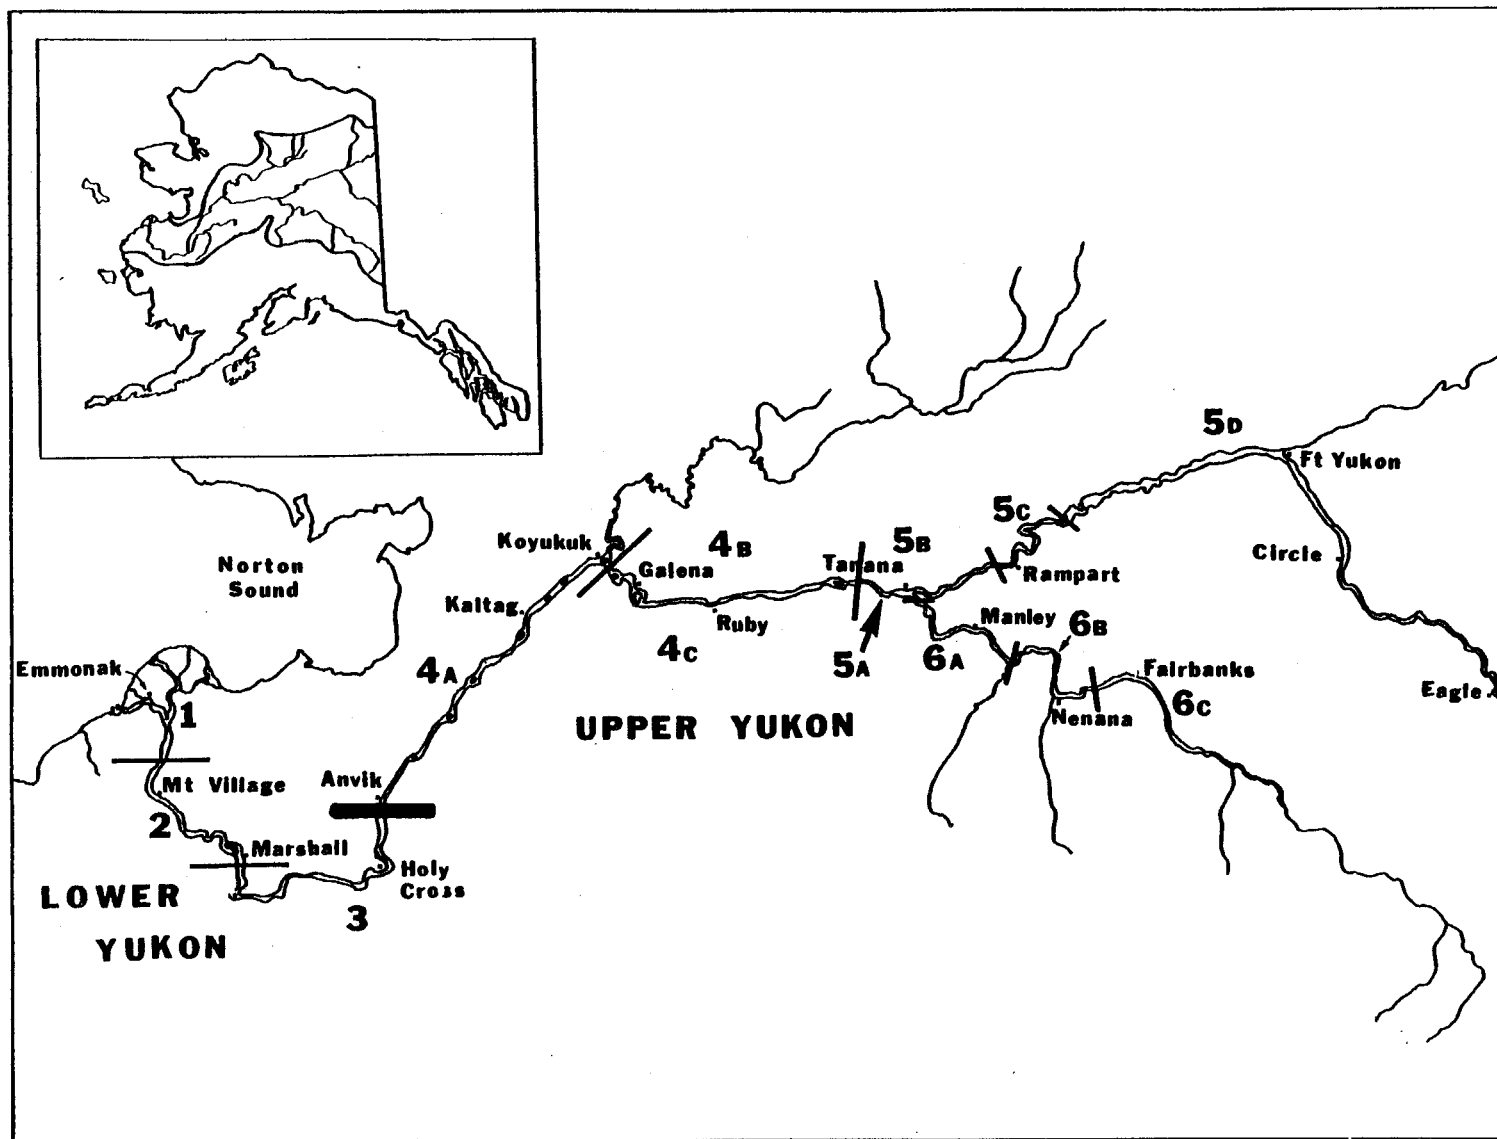 5D
Ft Yukon
5C
Koyukuk
4B
5B
Norton
Sound
Galena
Tanana
Rampart
Circle
Kaltag
Ruby
Manley
6B
Emmonak
4A
4C
5A
6A
Fairbanks
Eagle
1
UPPER YUKON
Nenana
6C
Mt Village
Anvik
2
Marshall
Holy
Cross
LOWER
YUKON
3